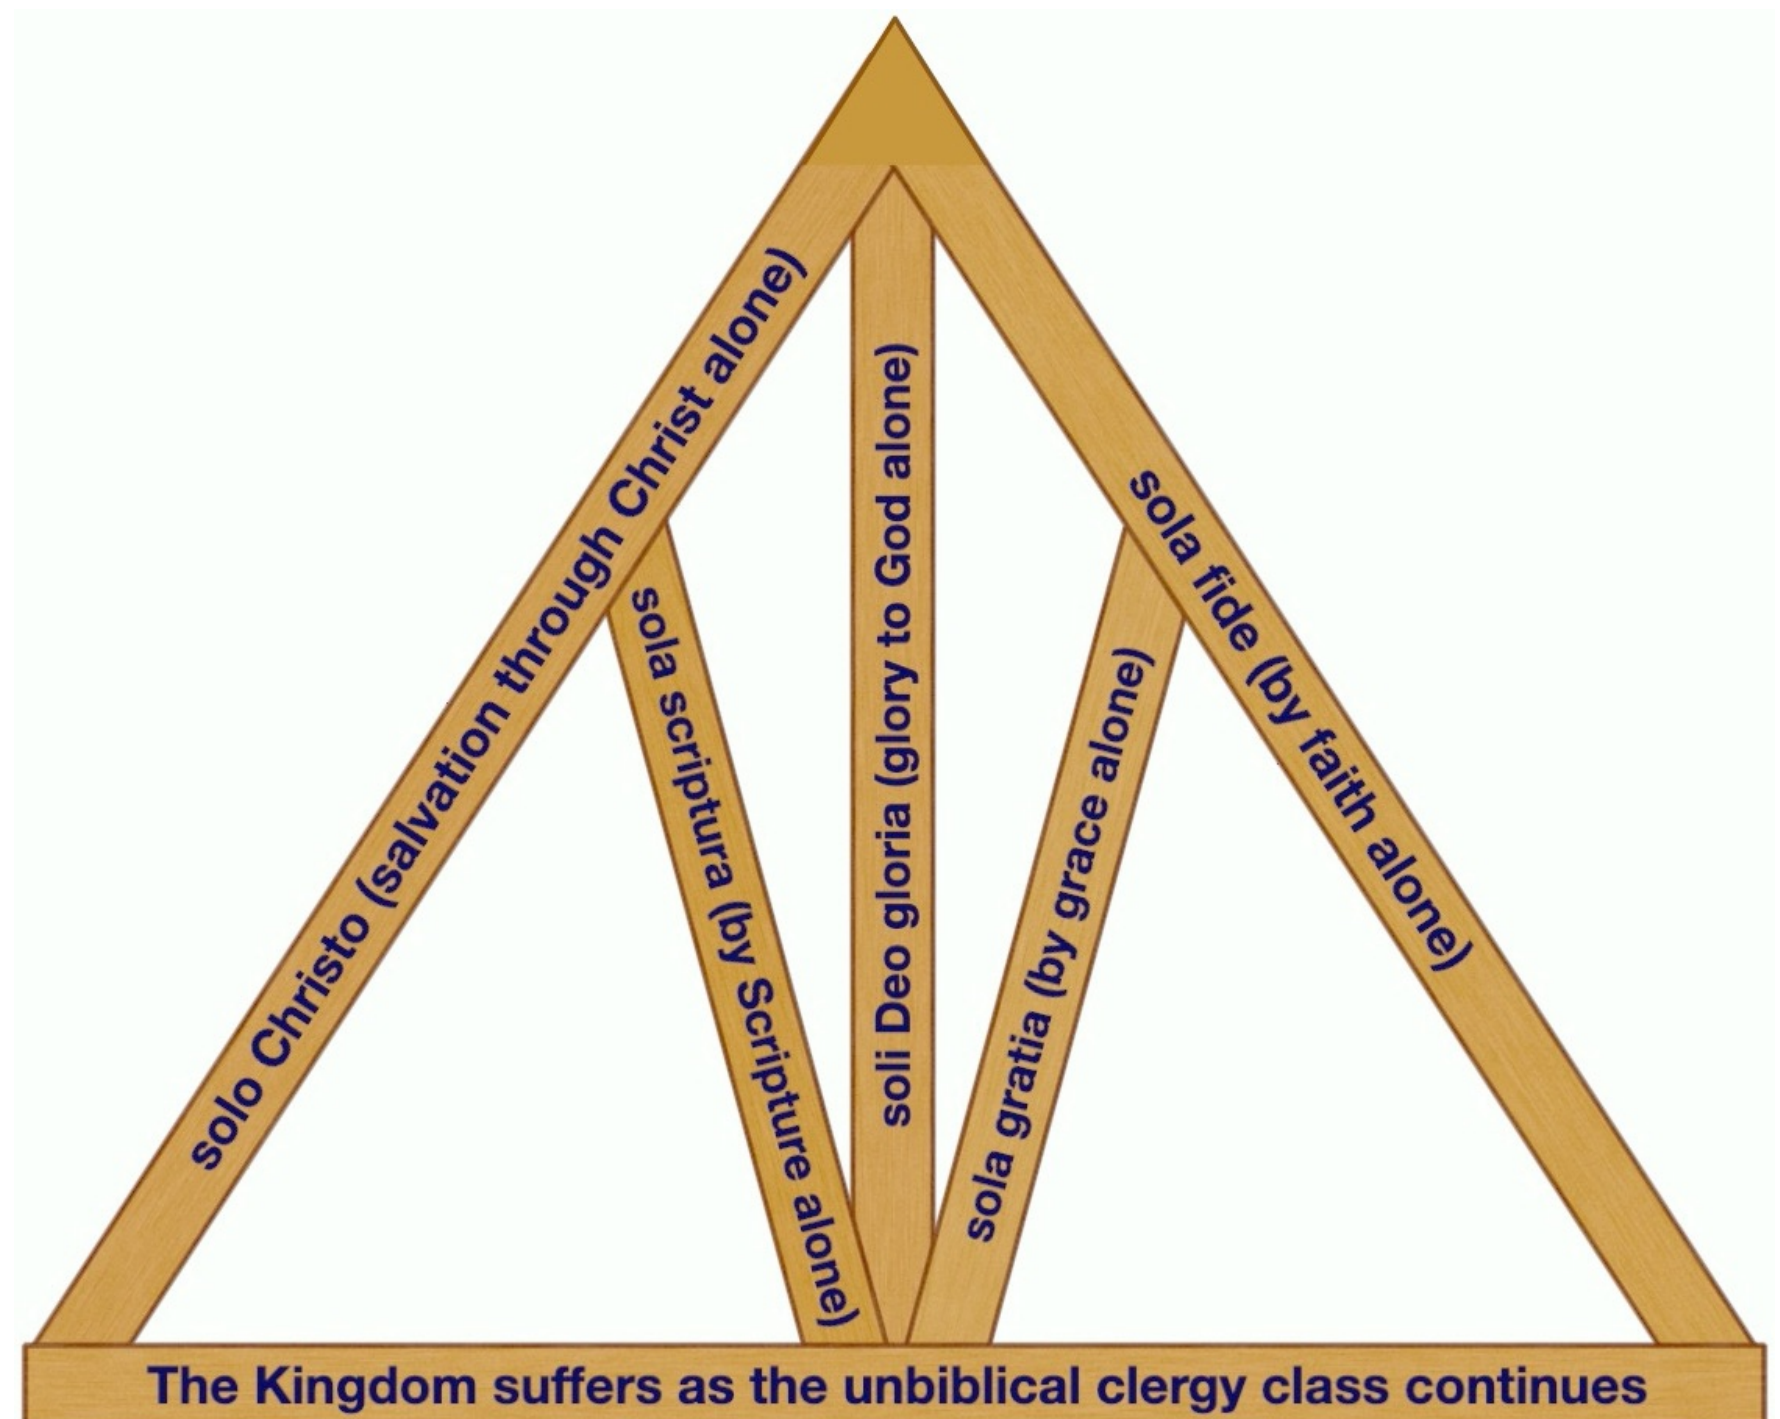 solo Christo (salvation through Christ alone)
sola scriptura (by Scripture alone)
soli Deo gloria (glory to God alone)
sola gratia (by grace alone)
sola fide (by faith alone)
The Kingdom suffers as the unbiblical clergy class continues